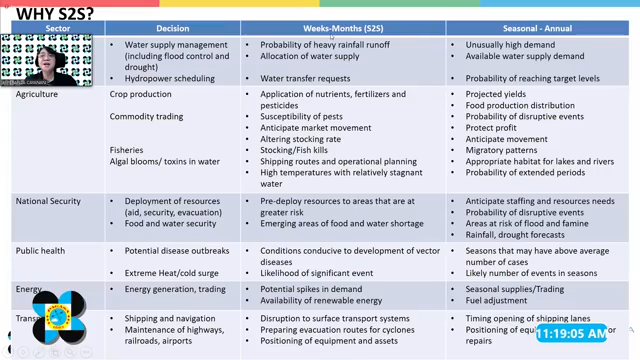 WHY S2S?
Sector Decision Weeks-Months (S2S) Seasonal - Annual
• Water supply management (including flood control and drought)
• Hydropower scheduling
• Probability of heavy rainfall runoff
• Allocation of water supply
• Water transfer requests
• Unusually high demand
• Available water supply demand
• Probability of reaching target levels
Agriculture
Crop production
Commodity trading
Fisheries
Algal blooms/ toxins in water
• Application of nutrients, fertilizers and pesticides
• Susceptibility of pests
• Anticipate market movement
• Altering stocking rate
• Stocking/Fish kills
• Shipping routes and operational planning
• High temperatures with relatively stagnant water
• Projected yields
• Food production distribution
• Probability of disruptive events
• Protect profit
• Anticipate movement
• Migratory patterns
• Appropriate habitat for lakes and rivers
• Probability of extended periods
National Security
• Deployment of resources (aid, security, evacuation)
• Food and water security
• Pre-deploy resources to areas that are at greater risk
• Emerging areas of food and water shortage
• Anticipate staffing and resources needs
• Probability of disruptive events
• Areas at risk of flood and famine
• Rainfall, drought forecasts
Public health
• Potential disease outbreaks
• Extreme Heat/cold surge
• Conditions conducive to development of vector diseases
• Likelihood of significant event
• Seasons that may have above average number of cases
• Likely number of events in seasons
Energy
• Energy generation, trading
• Potential spikes in demand
• Availability of renewable energy
• Seasonal supplies/Trading
• Fuel adjustment
Transp
• Shipping and navigation
• Maintenance of highways, railroads, airports
• Disruption to surface transport systems
• Preparing evacuation routes for cyclones
• Positioning of equipment and assets
• Timing opening of shipping lanes
• Positioning of equi or repairs
11:19:05 AM